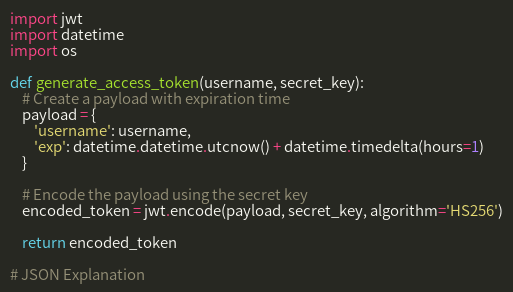 import jwt
import datetime
import os

def generate_access_token(username, secret_key):
    # Create a payload with expiration time
    payload = {
        'username': username,
        'exp': datetime.datetime.utcnow() + datetime.timedelta(hours=1)
    }

    # Encode the payload using the secret key
    encoded_token = jwt.encode(payload, secret_key, algorithm='HS256')

    return encoded_token

# JSON Explanation